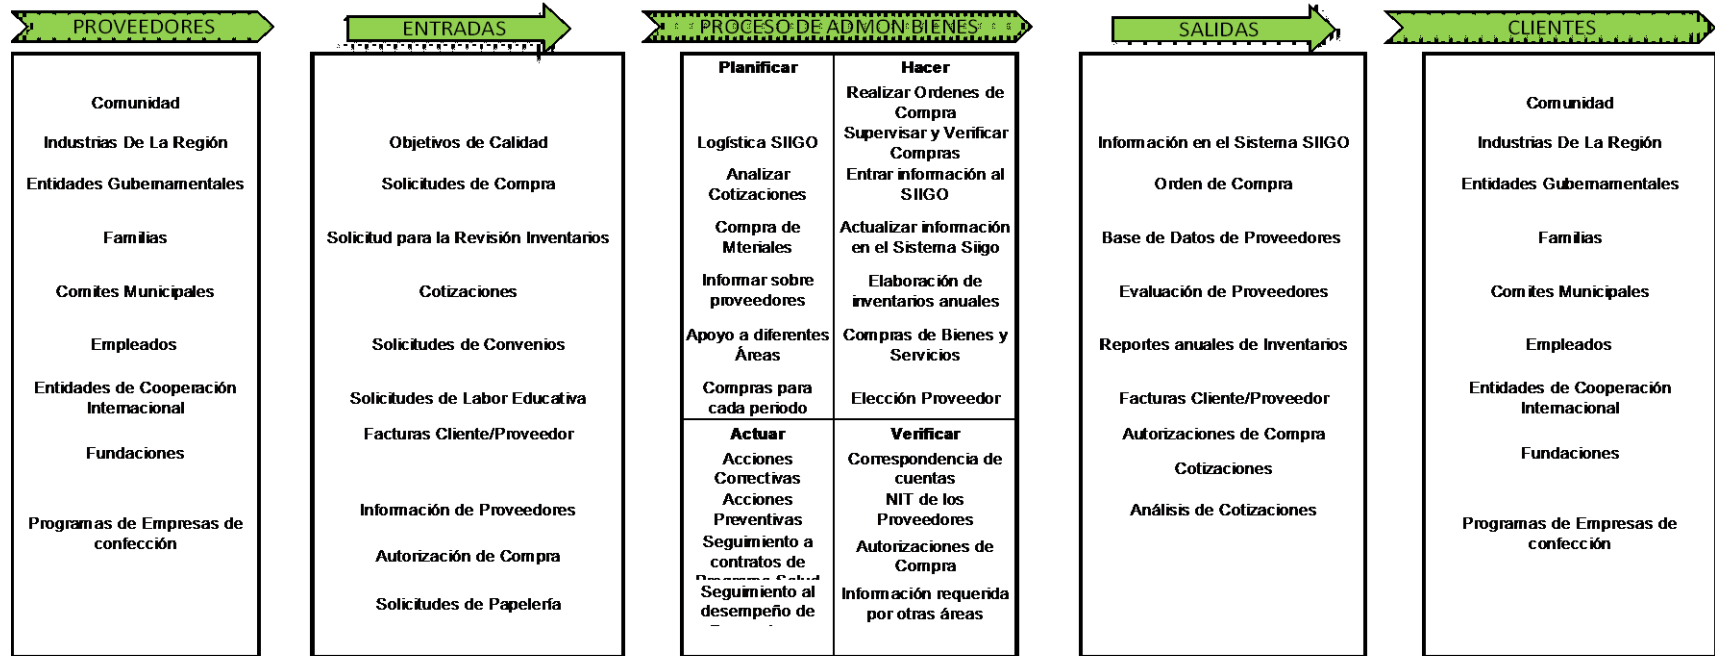 PROVEEDORES
Comunidad
Industrias De La Región
Entidades Gubernamentales
Familias
Comites Municipales
Empleados
Entidades de Cooperación
Internacional
Fundaciones
Programas de Empresas de
confección
ENTRADAS
Objetivos de Calidad
Solicitudes de Compra
Solicitud para la Revisión Inventarios
Cotizaciones
Solicitudes de Convenios
Solicitudes de Labor Educativa
Facturas Cliente/Proveedor
Información de Proveedores
Autorización de Compra
Solicitudes de Papelería
PROCESO DE ADMON BIENES
Planificar
Logística SIIGO
Analizar
Cotizaciones
Compra de
Mteriales
Informar sobre
proveedores
Apoyo a diferentes
Áreas
Compras para
cada periodo
Hacer
Realizar Ordenes de
Compra
Supervisar y Verificar
Compras
Entrar información al
SIIGO
Actualizar información
en el Sistema Siigo
Elaboración de
inventarios anuales
Compras de Bienes y
Servicios
Elección Proveedor
Actuar
Acciones
Correctivas
Acciones
Preventivas
Seguimiento a
contratos de
Programa Salud
Seguimiento al
desempeño de
Verificar
Correspondencia de
cuentas
NIT de los
Proveedores
Autorizaciones de
Compra
Información requerida
por otras áreas
SALIDAS
Información en el Sistema SIIGO
Orden de Compra
Base de Datos de Proveedores
Evaluación de Proveedores
Reportes anuales de Inventarios
Facturas Cliente/Proveedor
Autorizaciones de Compra
Cotizaciones
Análisis de Cotizaciones
CLIENTES
Comunidad
Industrias De La Región
Entidades Gubernamentales
Familias
Comites Municipales
Empleados
Entidades de Cooperación
Internacional
Fundaciones
Programas de Empresas de
confección